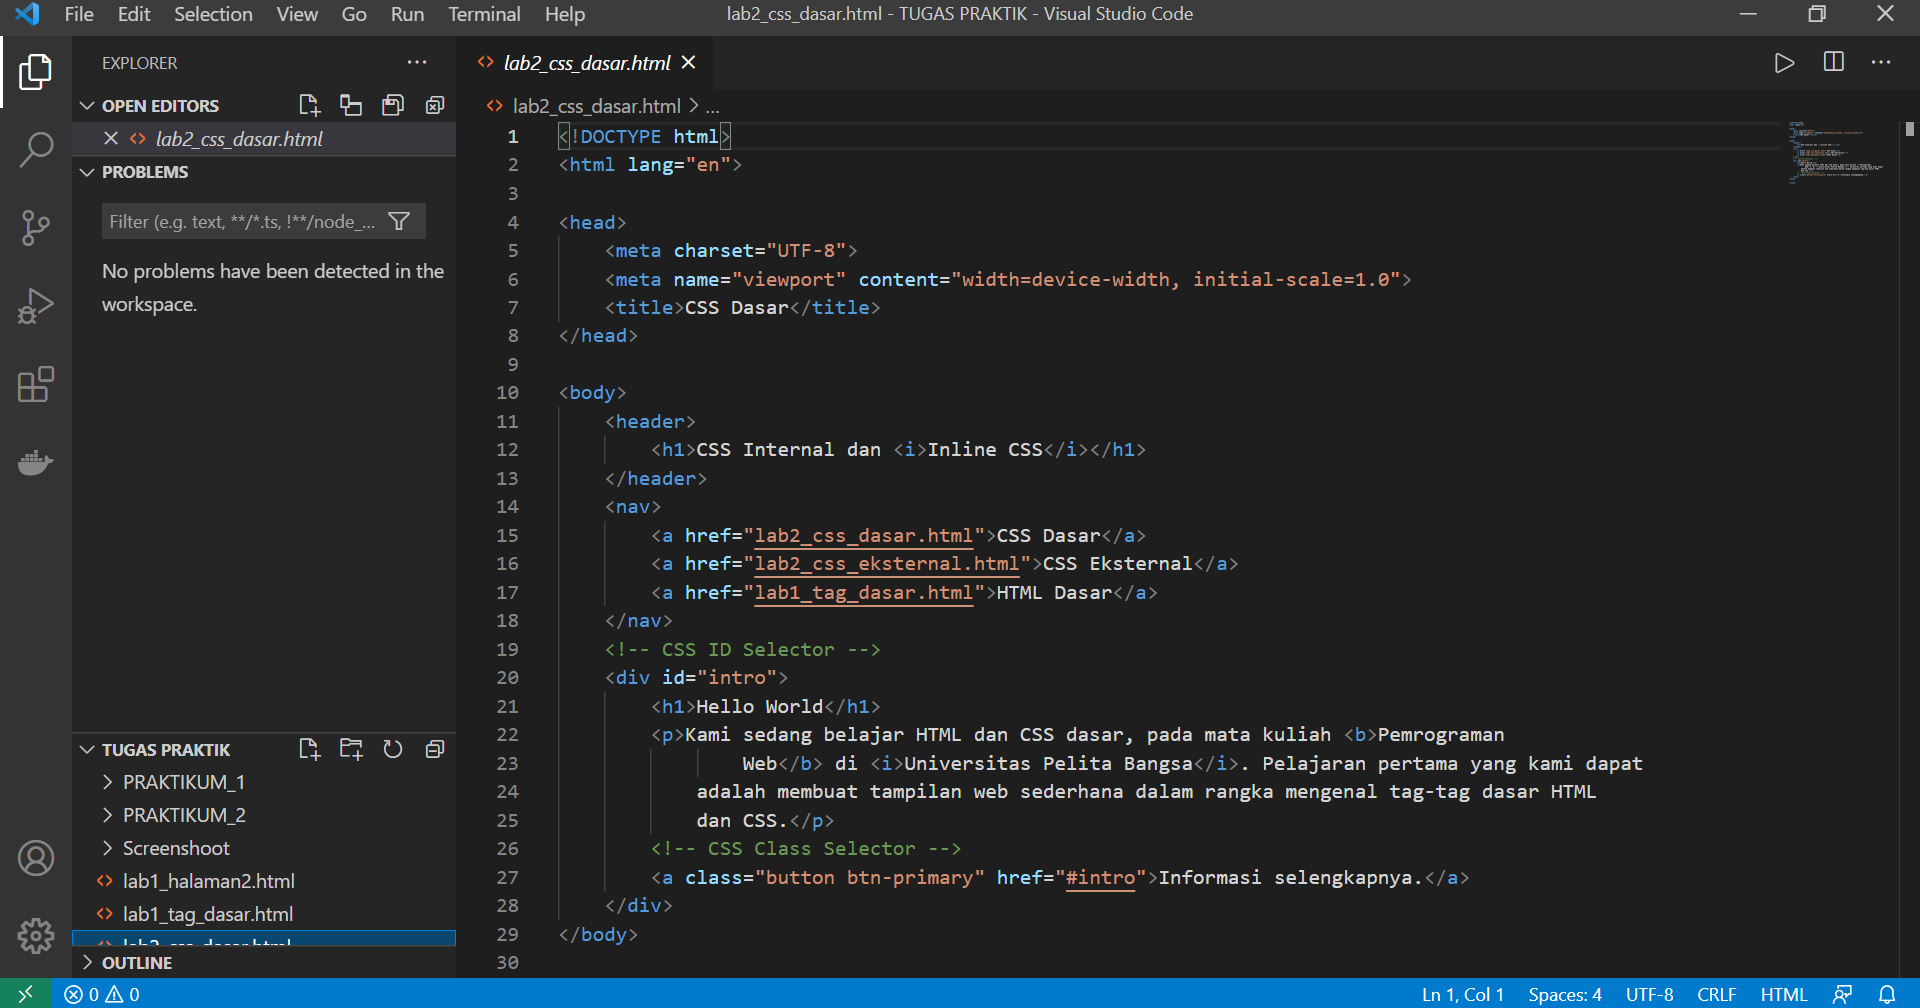 File Edit Selection View Go Run Terminal Help
lab2_css_dasar.html - TUGAS PRAKTIK - Visual Studio Code
EXPLORER
OPEN EDITORS
lab2_css_dasar.html
PROBLEMS
Filter (e.g. text, **/*.ts, !**/node_...
No problems have been detected in the
workspace.
TUGAS PRAKTIK
PRAKTIKUM_1
PRAKTIKUM_2
Screenshoot
lab1_halaman2.html
lab1_tag_dasar.html
lab2_css_dasar.html
OUTLINE
lab2_css_dasar.html
lab2_css_dasar.html > ...
1 <!DOCTYPE html>
2 <html lang="en">
3
4 <head>
5     <meta charset="UTF-8">
6     <meta name="viewport" content="width=device-width, initial-scale=1.0">
7     <title>CSS Dasar</title>
8 </head>
9
10 <body>
11     <header>
12         <h1>CSS Internal dan <i>Inline CSS</i></h1>
13     </header>
14     <nav>
15         <a href="lab2_css_dasar.html">CSS Dasar</a>
16         <a href="lab2_css_eksternal.html">CSS Eksternal</a>
17         <a href="lab1_tag_dasar.html">HTML Dasar</a>
18     </nav>
19     <!-- CSS ID Selector -->
20     <div id="intro">
21         <h1>Hello World</h1>
22         <p>Kami sedang belajar HTML dan CSS dasar, pada mata kuliah <b>Pemrograman
23                 Web</b> di <i>Universitas Pelita Bangsa</i>. Pelajaran pertama yang kami dapat
24             adalah membuat tampilan web sederhana dalam rangka mengenal tag-tag dasar HTML
25             dan CSS.</p>
26         <!-- CSS Class Selector -->
27         <a class="button btn-primary" href="#intro">Informasi selengkapnya.</a>
28     </div>
29 </body>
30
0 0
Ln 1, Col 1 Spaces: 4 UTF-8 CRLF HTML